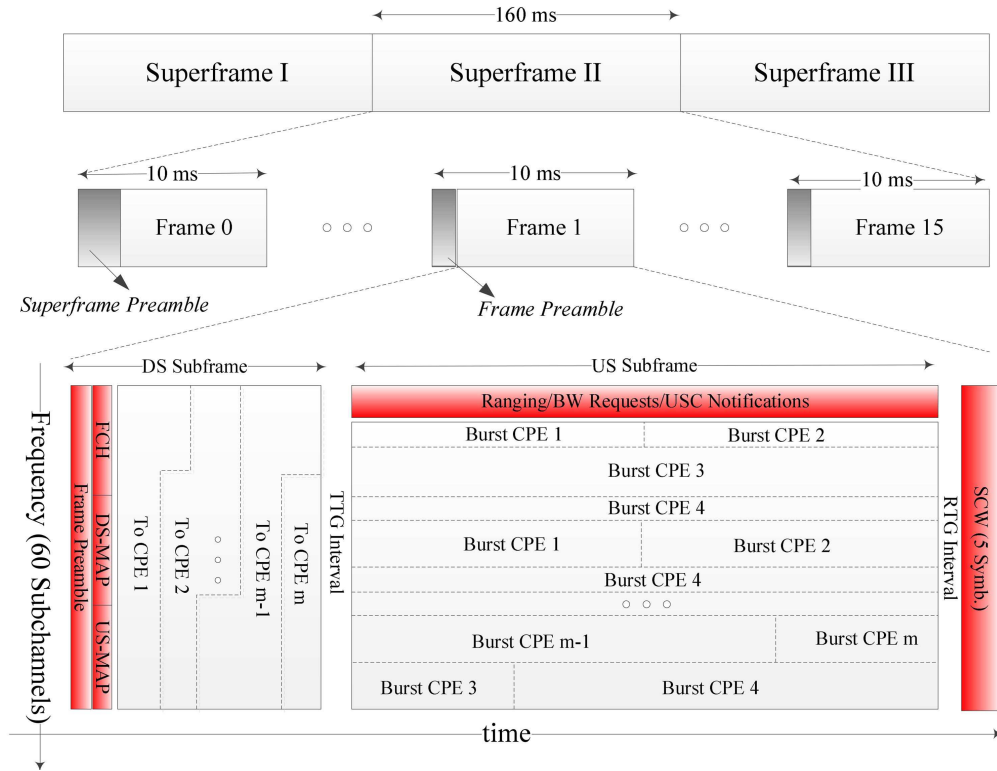 160 ms
Superframe I
Superframe II
Superframe III
10 ms
10 ms
10 ms
Frame 0
Frame 1
Frame 15
Superframe Preamble
Frame Preamble
DS Subframe
US Subframe
Frequency (60 Subchannels)
Frame Preamble
FCH
DS-MAP
US-MAP
To CPE 1
To CPE 2
To CPE m-1
To CPE m
TTG Interval
Ranging/BW Requests/USC Notifications
Burst CPE 1
Burst CPE 2
Burst CPE 3
Burst CPE 4
Burst CPE 1
Burst CPE 2
Burst CPE 4
Burst CPE m-1
Burst CPE m
Burst CPE 3
Burst CPE 4
RTG Interval
SCW (5 Symb.)
time